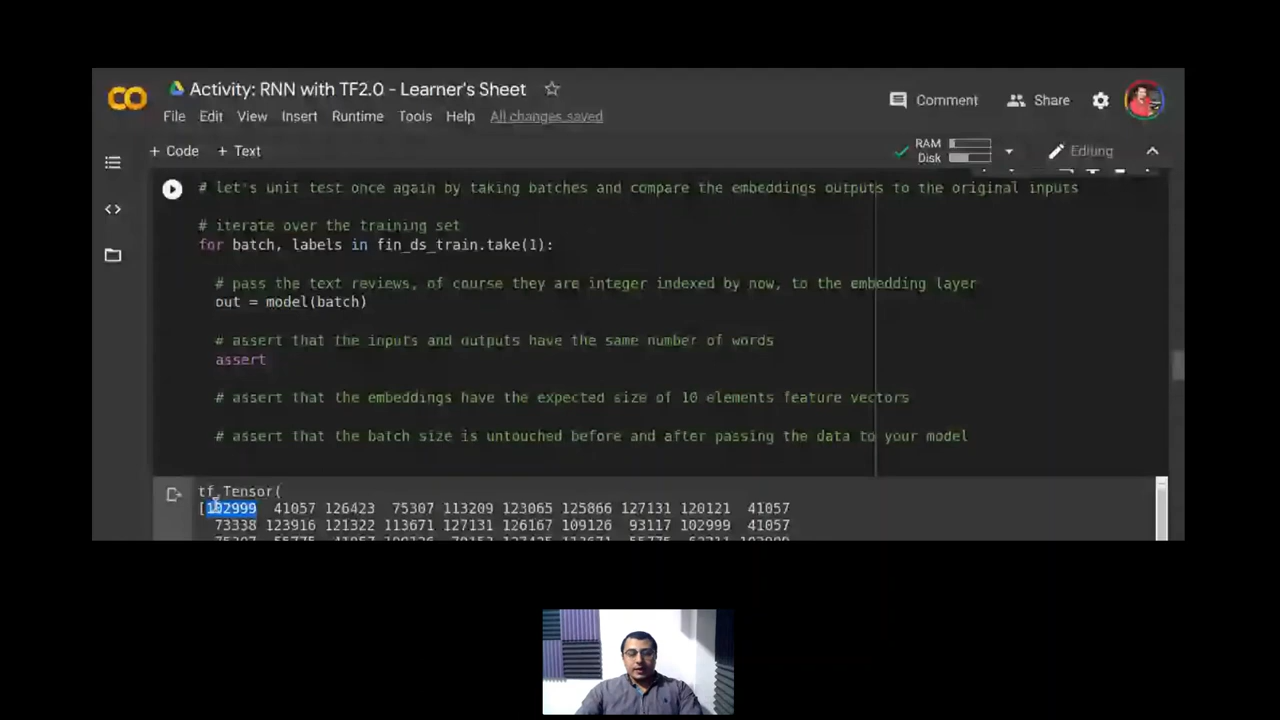 Activity: RNN with TF2.0 - Learner's Sheet
Comment Share
File Edit View Insert Runtime Tools Help All changes saved
+ Code + Text
RAM
Disk
Editing
# let's unit test once again by taking batches and compare the embeddings outputs to the original inputs
# iterate over the training set
for batch, labels in fin_ds_train.take(1):
# pass the text reviews, of course they are integer indexed by now, to the embedding layer
out = model(batch)
# assert that the inputs and outputs have the same number of words
assert
# assert that the embeddings have the expected size of 10 elements feature vectors
# assert that the batch size is untouched before and after passing the data to your model
tf.Tensor(
[102999 41057 126423 75307 113209 123065 125866 127131 120121 41057
73338 123916 121322 113671 127131 126167 109126 93117 102999 41057